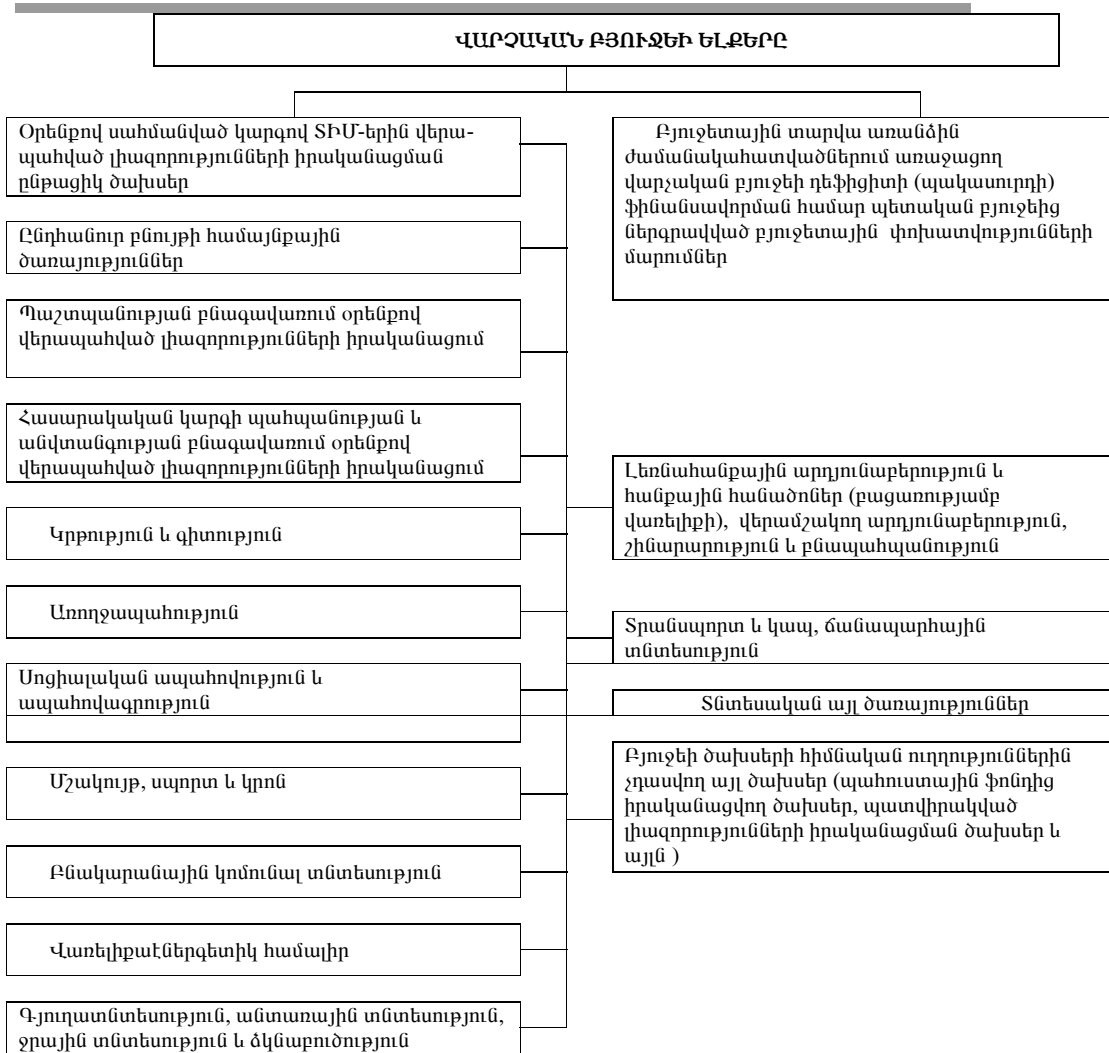 ՎԱՐՉԱԿԱՆ ԲՅՈՒՋԵԻ ԵԼՔԵՐԸ
Օրենքով սահմանված կարգով ՏԻՄ-երին վերա-
պահված լիազորությունների իրականացման
ընթացիկ ծախսեր
Ընդհանուր բնույթի համայնքային
ծառայություններ
Պաշտպանության բնագավառում օրենքով
վերապահված լիազորությունների իրականացում
Հասարակական կարգի պահպանության և
անվտանգության բնագավառում օրենքով
վերապահված լիազորությունների իրականացում
Կրթություն և գիտություն
Առողջապահություն
Սոցիալական ապահովություն և
ապահովագրություն
Մշակույթ, սպորտ և կրոն
Բնակարանային կոմունալ տնտեսություն
Վառելիքաէներգետիկ համալիր
Գյուղատնտեսություն, անտառային տնտեսություն,
ջրային տնտեսություն և ձկնաբուծություն
Բյուջետային տարվա առանձին
ժամանակահատվածներում առաջացող
վարչական բյուջեի դեֆիցիտի (պակասուրդի)
ֆինանսավորման համար պետական բյուջեից
ներգրավված բյուջետային փոխատվությունների
մարումներ
Լեռնահանքային արդյունաբերություն և
հանքային հանածոներ (բացառությամբ
վառելիքի), վերամշակող արդյունաբերություն,
շինարարություն և բնապահպանություն
Տրանսպորտ և կապ, ճանապարհային
տնտեսություն
Տնտեսական այլ ծառայություններ
Բյուջեի ծախսերի հիմնական ուղղություններին
չդասվող այլ ծախսեր (պահուստային ֆոնդից
իրականացվող ծախսեր, պատվիրակված
լիազորությունների իրականացման ծախսեր և
այլն )